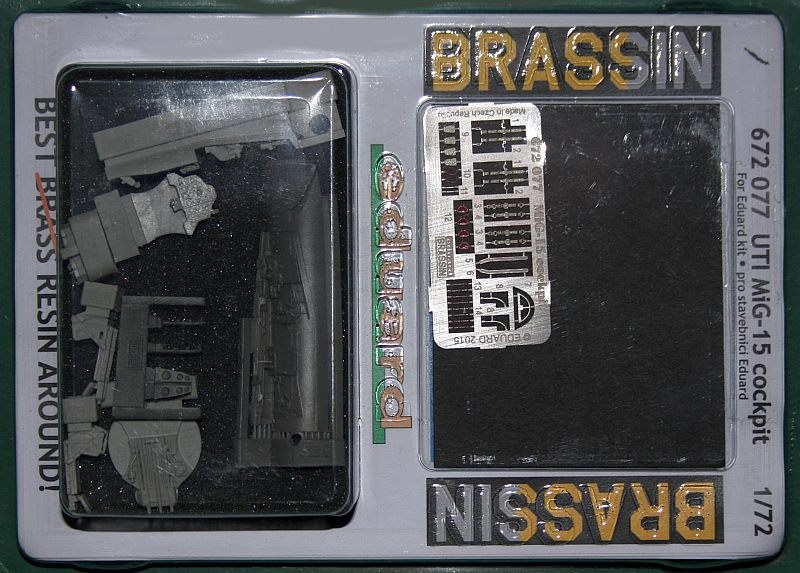 BRASSIN
BEST BRASS RESIN AROUND!
eduard
Made in Czech Republic
672 077 MiG-15 cockpit
BRASSIN
© EDUARD 2015
672 077 UTI MiG-15 cockpit 1/72
For Eduard kit • pro stavebnici Eduard
BRASSIN